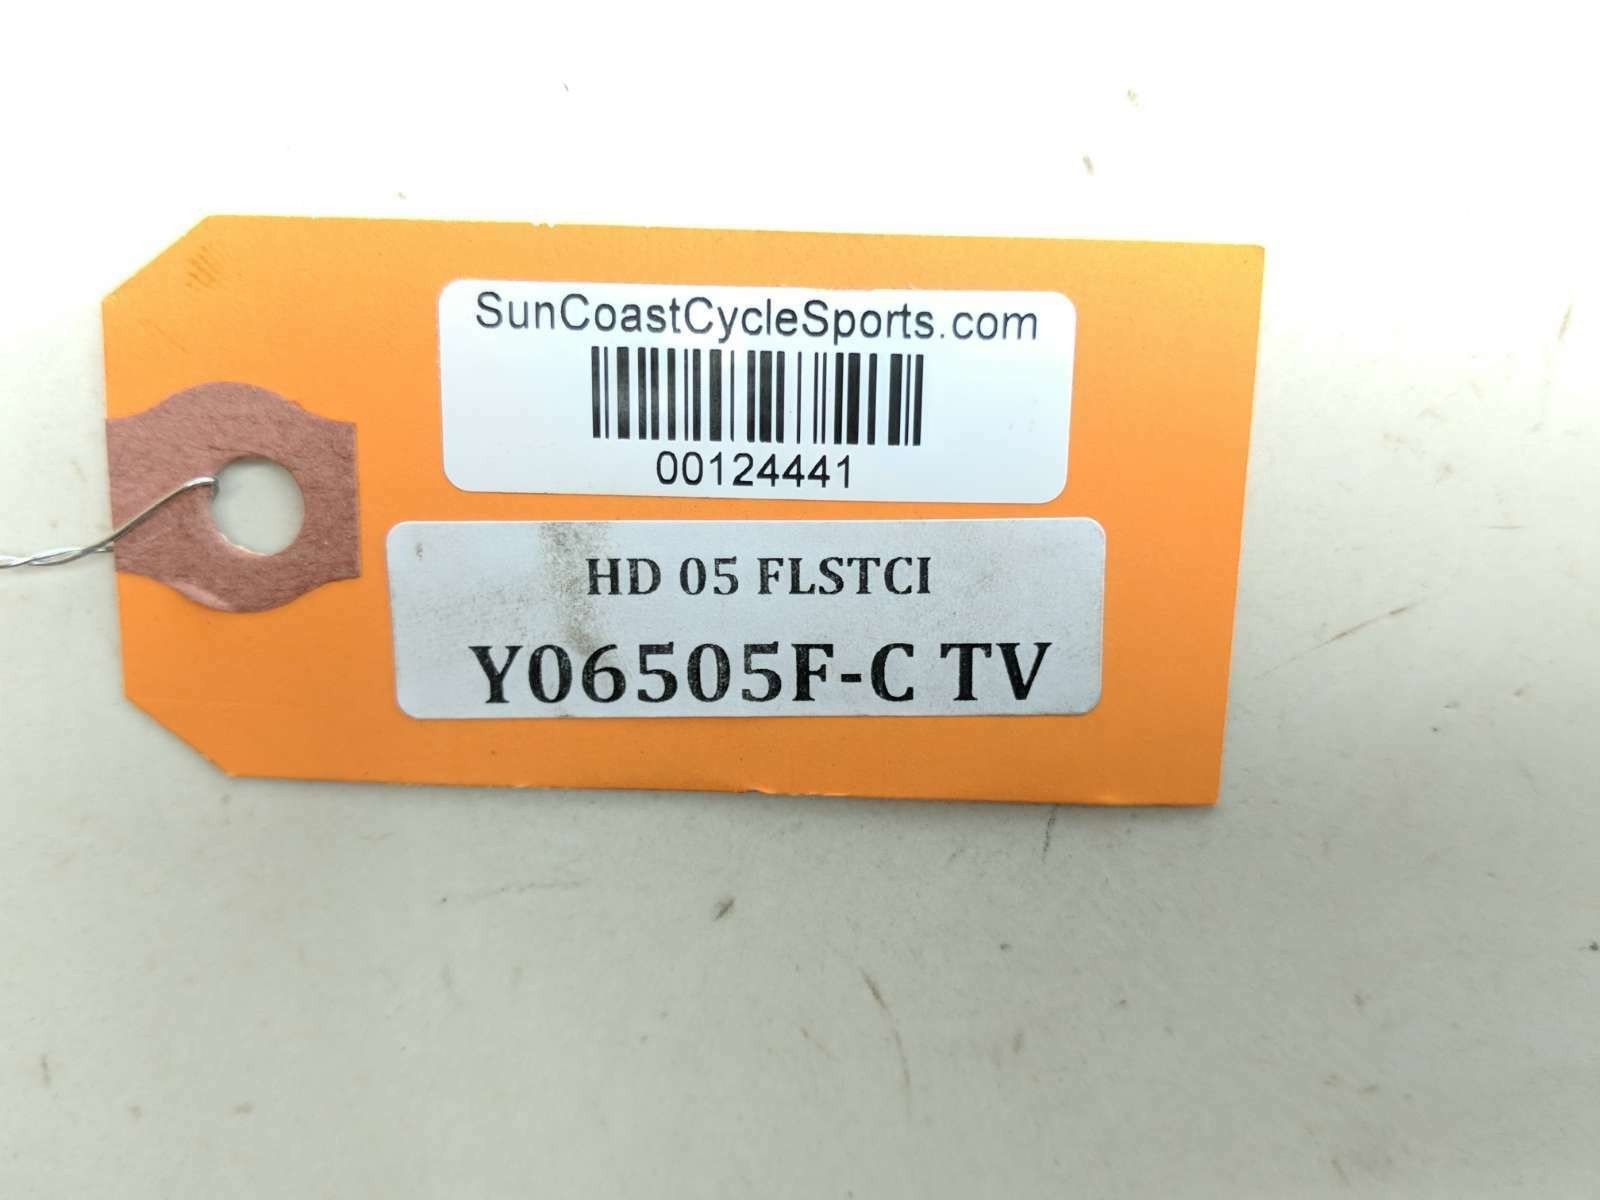 SunCoastCycleSports.com
00124441
HD 05 FLSTCI
Y06505F-C TV